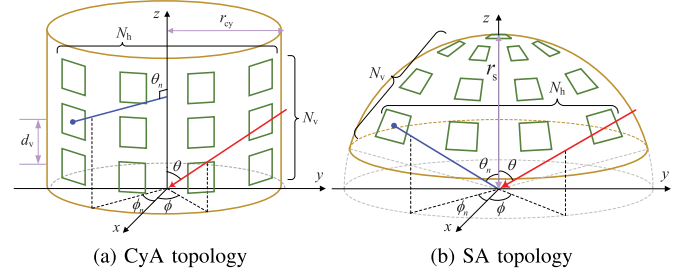 z
r_cy
N_h
θ_n
N_v
d_v
θ
y
ϕ_n
ϕ
x
(a) CyA topology
z
N_v
r_s
N_h
θ_n
θ
y
ϕ_n
ϕ
x
(b) SA topology